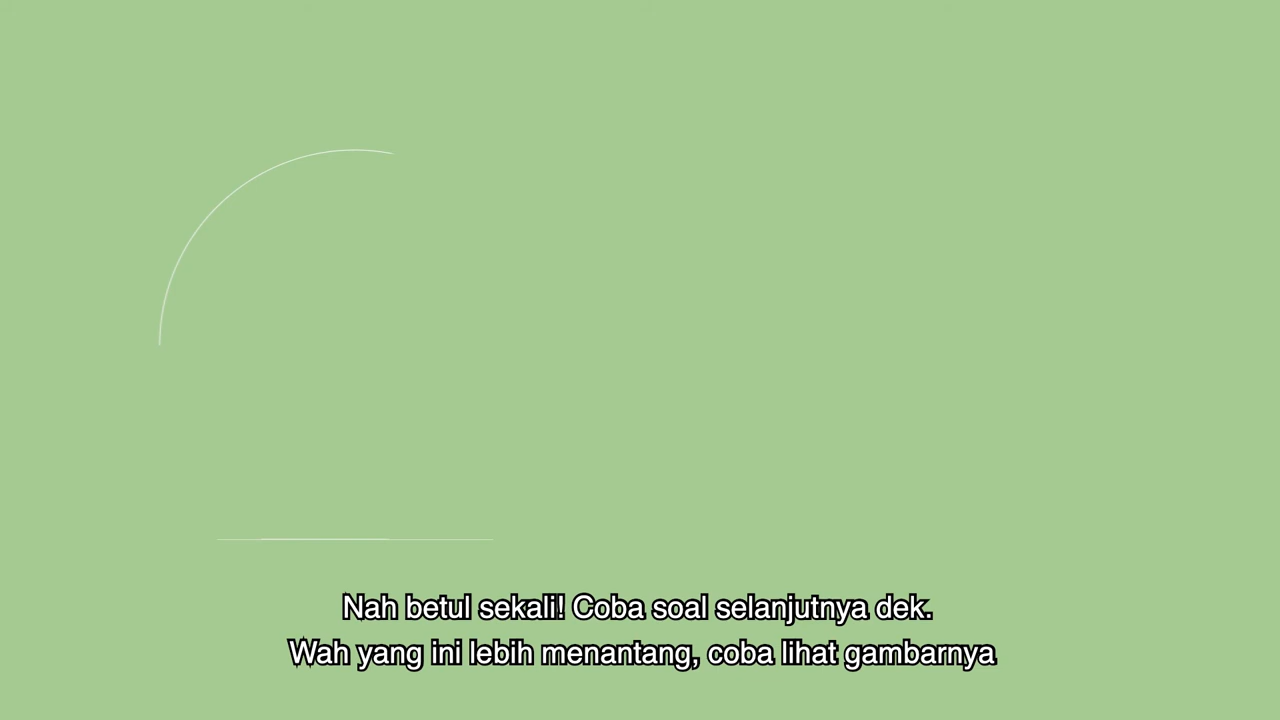 Nah betul sekali! Coba soal selanjutnya dek.
Wah yang ini lebih menantang, coba lihat gambarnya